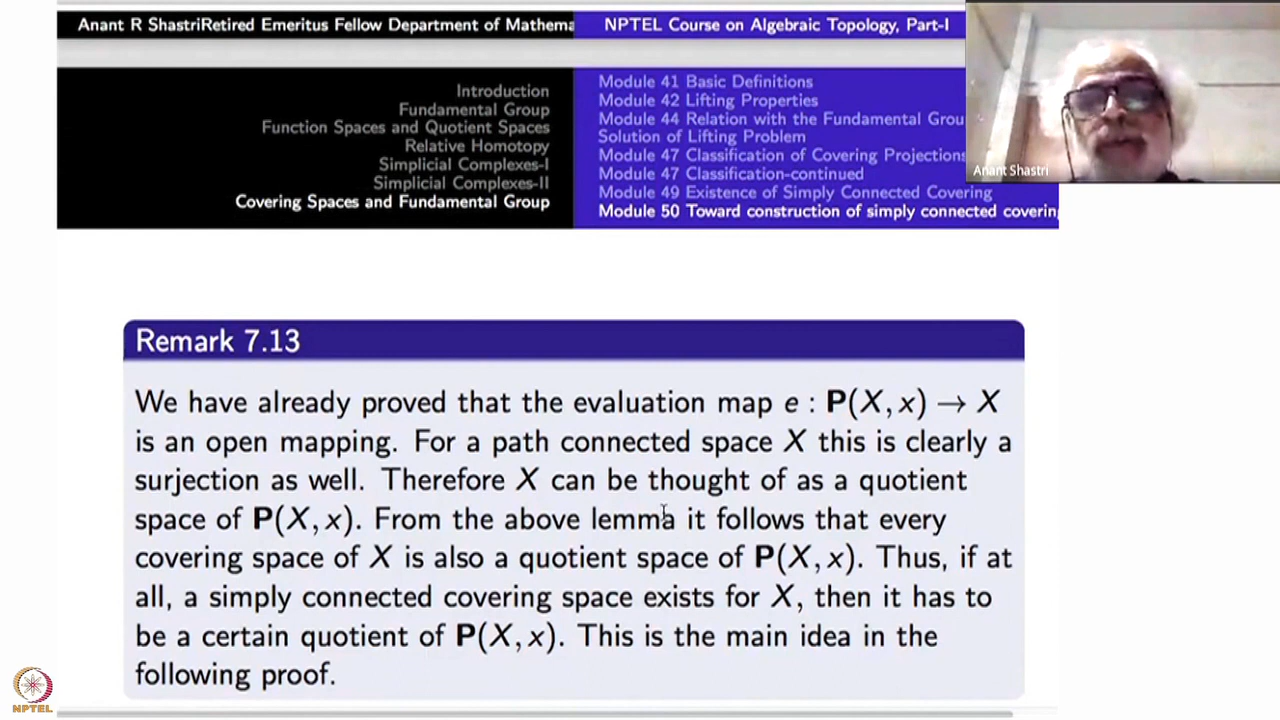 Anant R ShastriRetired Emeritus Fellow Department of Mathema
NPTEL Course on Algebraic Topology, Part-I
Introduction
Fundamental Group
Function Spaces and Quotient Spaces
Relative Homotopy
Simplicial Complexes-I
Simplicial Complexes-II
Covering Spaces and Fundamental Group
Module 41 Basic Definitions
Module 42 Lifting Properties
Module 44 Relation with the Fundamental Grou
Solution of Lifting Problem
Module 47 Classification of Covering Projections
Module 47 Classification-continued
Module 49 Existence of Simply Connected Covering
Module 50 Toward construction of simply connected covering
Anant Shastri
Remark 7.13
We have already proved that the evaluation map e : P(X, x) → X
is an open mapping. For a path connected space X this is clearly a
surjection as well. Therefore X can be thought of as a quotient
space of P(X, x). From the above lemma it follows that every
covering space of X is also a quotient space of P(X, x). Thus, if at
all, a simply connected covering space exists for X, then it has to
be a certain quotient of P(X, x). This is the main idea in the
following proof.
NPTEL